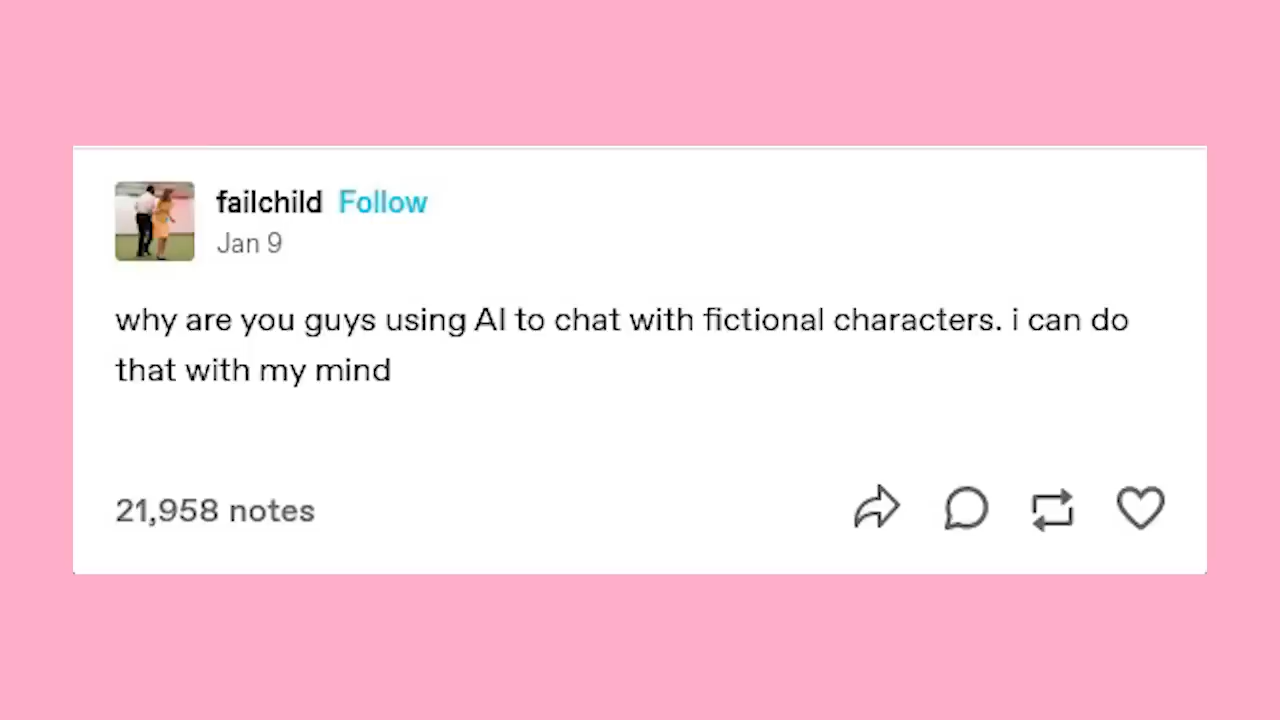 failchild Follow
Jan 9
why are you guys using AI to chat with fictional characters. i can do
that with my mind
21,958 notes